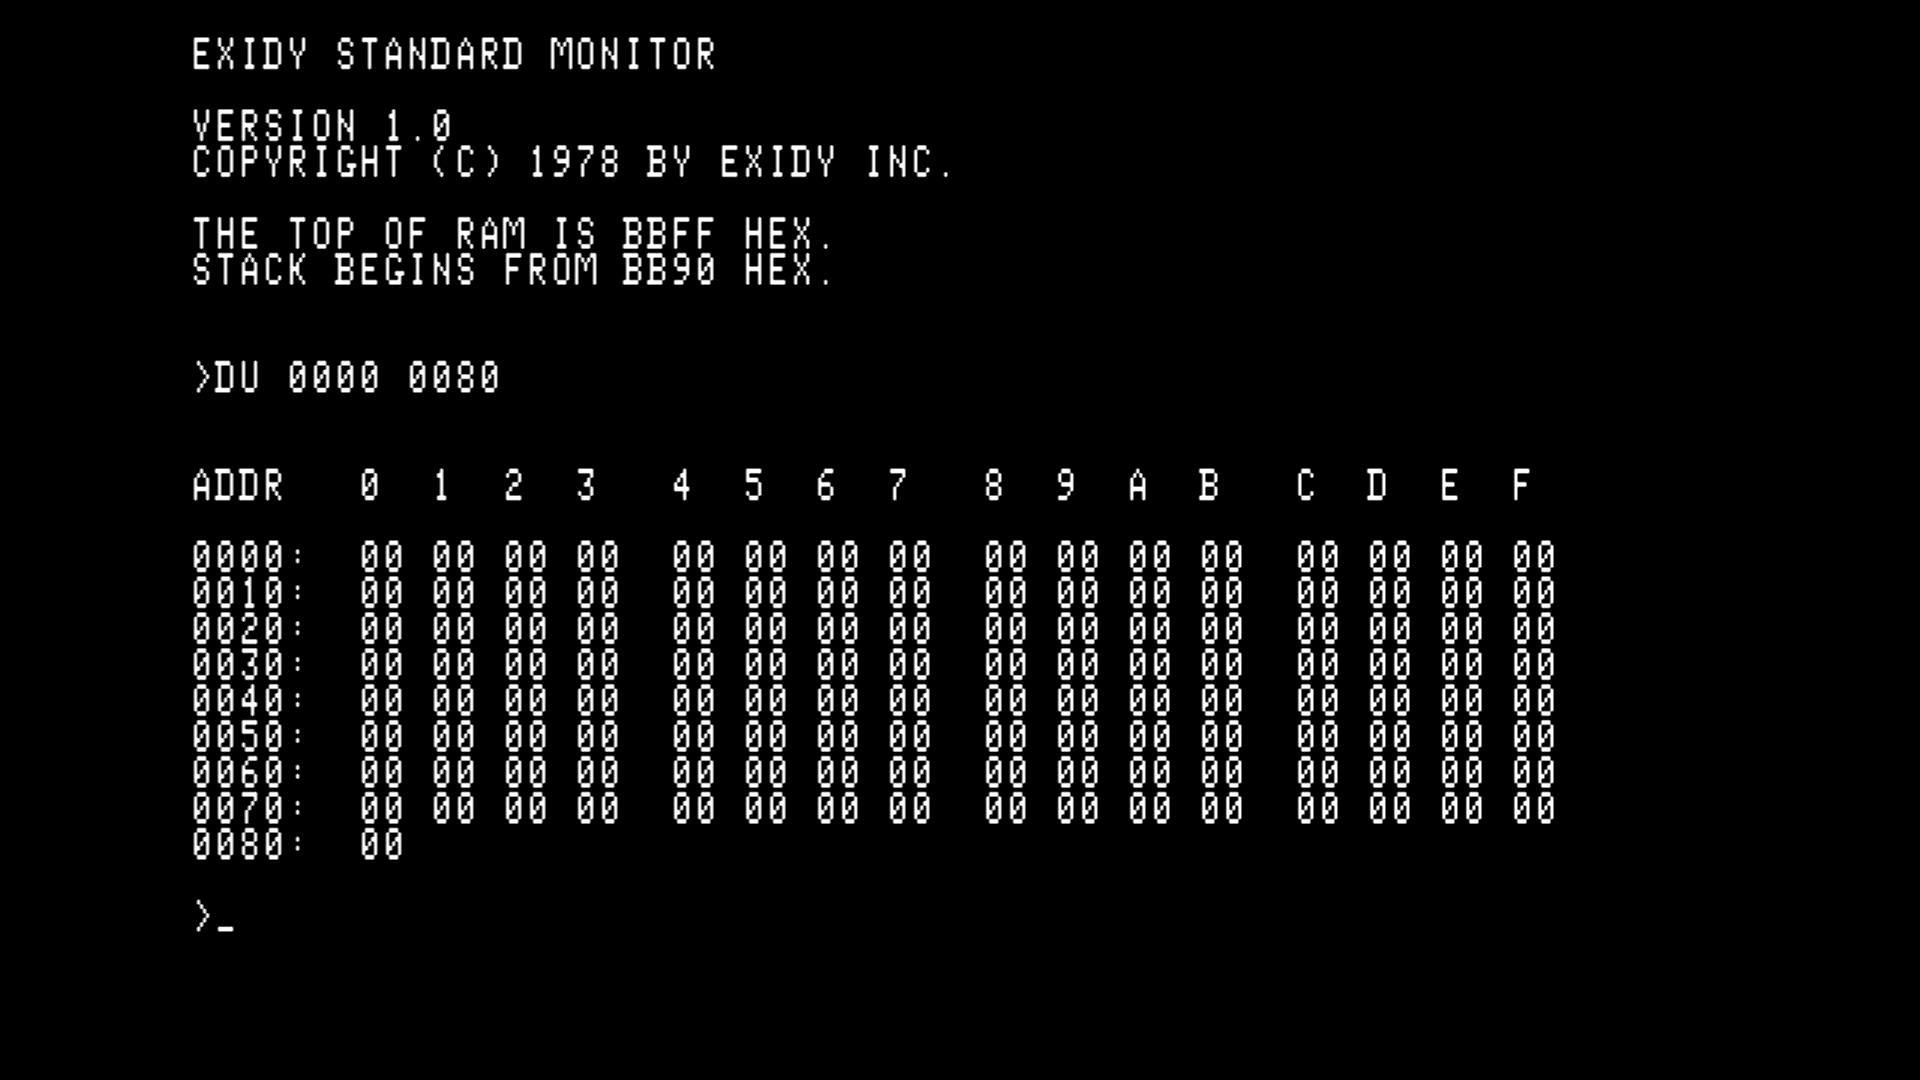 EXIDY STANDARD MONITOR
VERSION 1.0
COPYRIGHT (C) 1978 BY EXIDY INC.
THE TOP OF RAM IS BBFF HEX.
STACK BEGINS FROM BB90 HEX.
>DU 0000 0080
ADDR 0 1 2 3 4 5 6 7 8 9 A B C D E F
0000: 00 00 00 00 00 00 00 00 00 00 00 00 00 00 00 00
0010: 00 00 00 00 00 00 00 00 00 00 00 00 00 00 00 00
0020: 00 00 00 00 00 00 00 00 00 00 00 00 00 00 00 00
0030: 00 00 00 00 00 00 00 00 00 00 00 00 00 00 00 00
0040: 00 00 00 00 00 00 00 00 00 00 00 00 00 00 00 00
0050: 00 00 00 00 00 00 00 00 00 00 00 00 00 00 00 00
0060: 00 00 00 00 00 00 00 00 00 00 00 00 00 00 00 00
0070: 00 00 00 00 00 00 00 00 00 00 00 00 00 00 00 00
0080: 00
>_